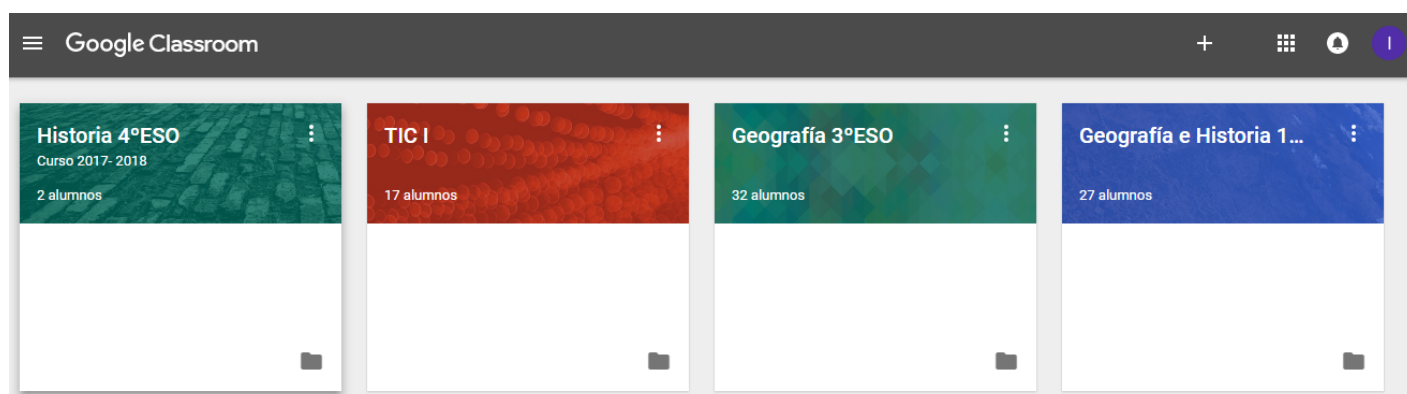 Google Classroom
I
Historia 4ºESO
Curso 2017- 2018
2 alumnos
TIC I
17 alumnos
Geografía 3ºESO
32 alumnos
Geografía e Historia 1...
27 alumnos